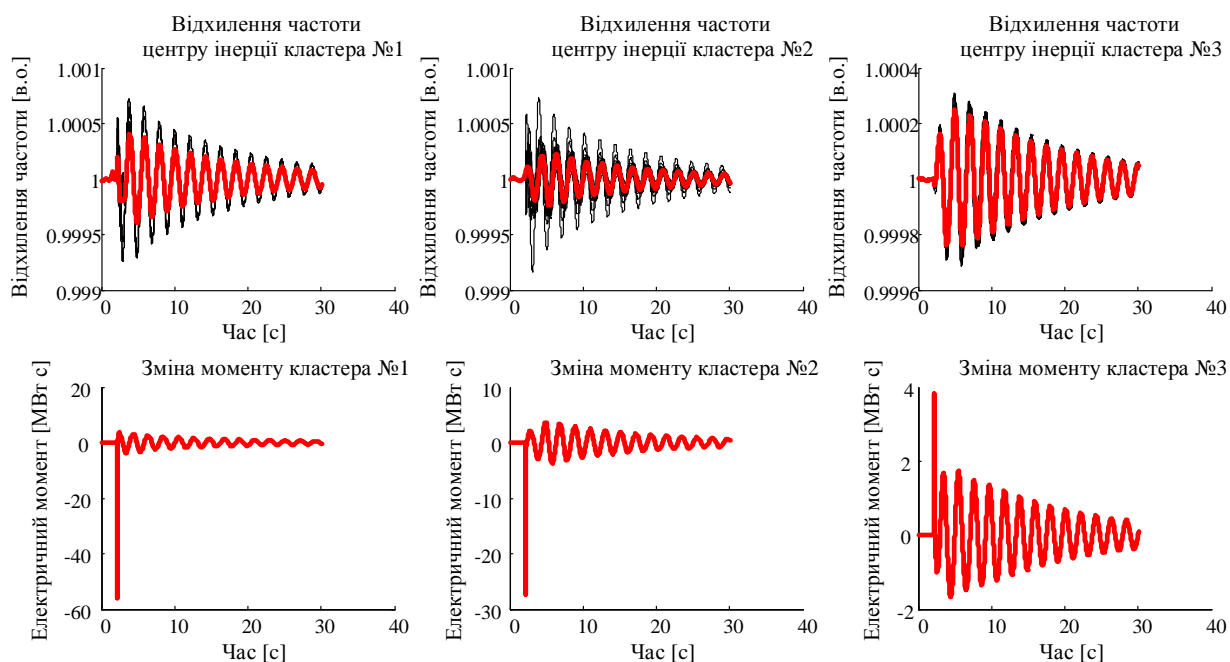 Відхилення частоти
центру інерції кластера №1
Відхилення частоти [в.о.]
1.001
1.0005
1
0.9995
0.999
0 10 20 30 40
Час [с]
Відхилення частоти
центру інерції кластера №2
Відхилення частоти [в.о.]
1.001
1.0005
1
0.9995
0.999
0 10 20 30 40
Час [с]
Відхилення частоти
центру інерції кластера №3
Відхилення частоти [в.о.]
1.0004
1.0002
1
0.9998
0.9996
0 10 20 30 40
Час [с]
Зміна моменту кластера №1
Електричний момент [МВт с]
20
0
-20
-40
-60
0 10 20 30 40
Час [с]
Зміна моменту кластера №2
Електричний момент [МВт с]
10
0
-10
-20
-30
0 10 20 30 40
Час [с]
Зміна моменту кластера №3
Електричний момент [МВт с]
4
2
0
-2
0 10 20 30 40
Час [с]